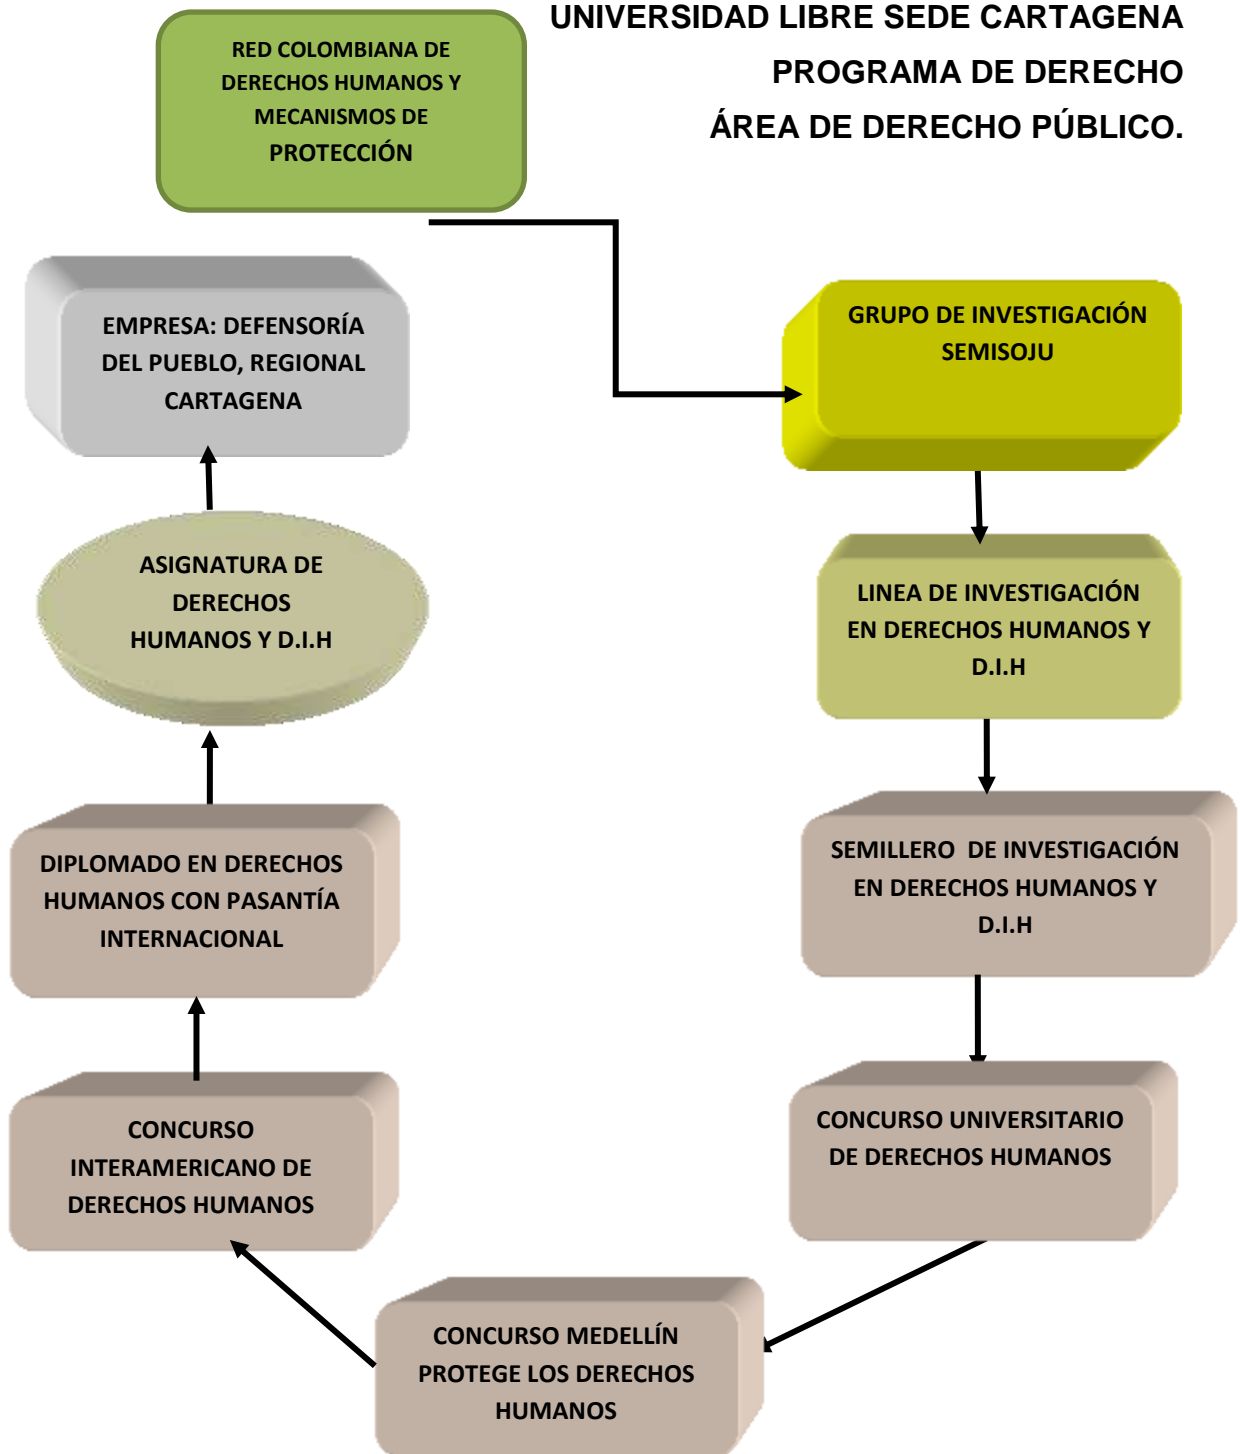 UNIVERSIDAD LIBRE SEDE CARTAGENA
PROGRAMA DE DERECHO
ÁREA DE DERECHO PÚBLICO.
RED COLOMBIANA DE
DERECHOS HUMANOS Y
MECANISMOS DE
PROTECCIÓN
GRUPO DE INVESTIGACIÓN
SEMISOJU
LINEA DE INVESTIGACIÓN
EN DERECHOS HUMANOS Y
D.I.H
SEMILLERO DE INVESTIGACIÓN
EN DERECHOS HUMANOS Y
D.I.H
CONCURSO UNIVERSITARIO
DE DERECHOS HUMANOS
CONCURSO MEDELLÍN
PROTEGE LOS DERECHOS
HUMANOS
CONCURSO
INTERAMERICANO DE
DERECHOS HUMANOS
DIPLOMADO EN DERECHOS
HUMANOS CON PASANTÍA
INTERNACIONAL
ASIGNATURA DE
DERECHOS
HUMANOS Y D.I.H
EMPRESA: DEFENSORÍA
DEL PUEBLO, REGIONAL
CARTAGENA